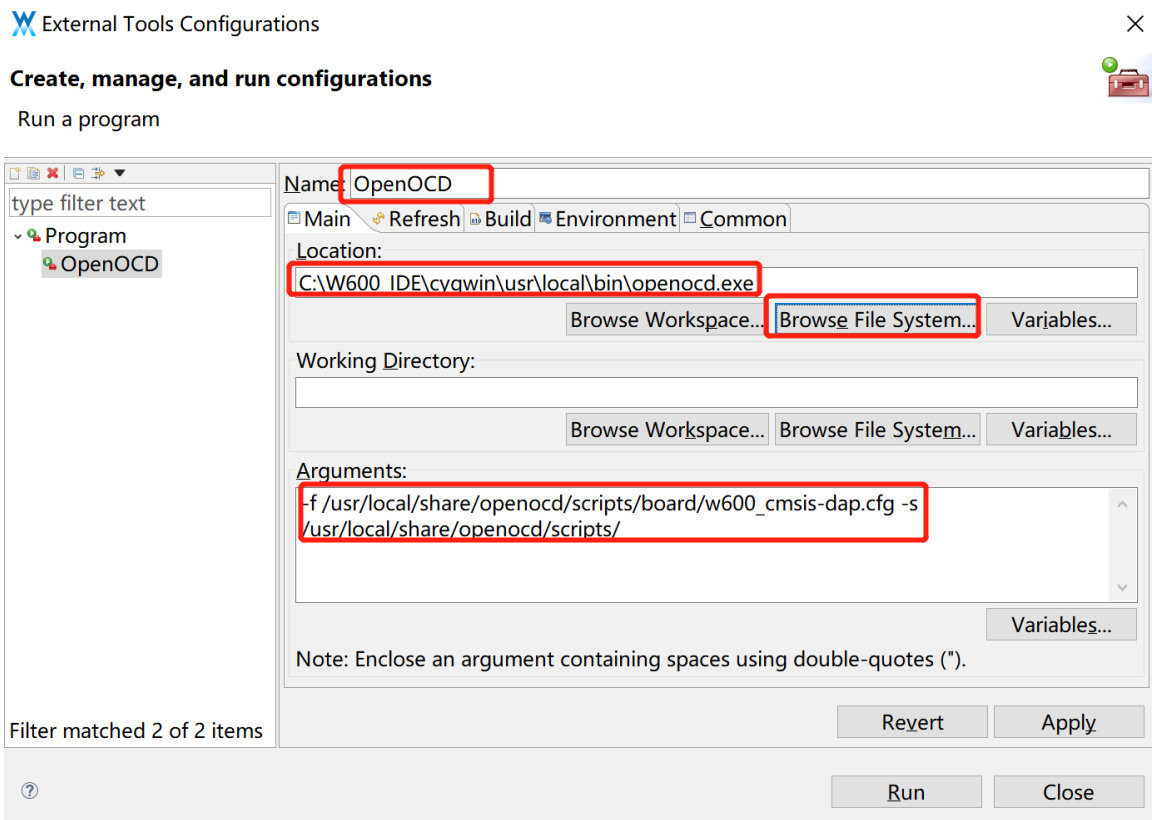 External Tools Configurations
Create, manage, and run configurations
Run a program
type filter text
Program
OpenOCD
Filter matched 2 of 2 items
Name: OpenOCD
Main Refresh Build Environment Common
Location:
C:\W600_IDE\cygwin\usr\local\bin\openocd.exe
Browse Workspace... Browse File System... Variables...
Working Directory:
Browse Workspace... Browse File System... Variables...
Arguments:
-f /usr/local/share/openocd/scripts/board/w600_cmsis-dap.cfg -s
/usr/local/share/openocd/scripts/
Variables...
Note: Enclose an argument containing spaces using double-quotes (").
Revert Apply
Run Close